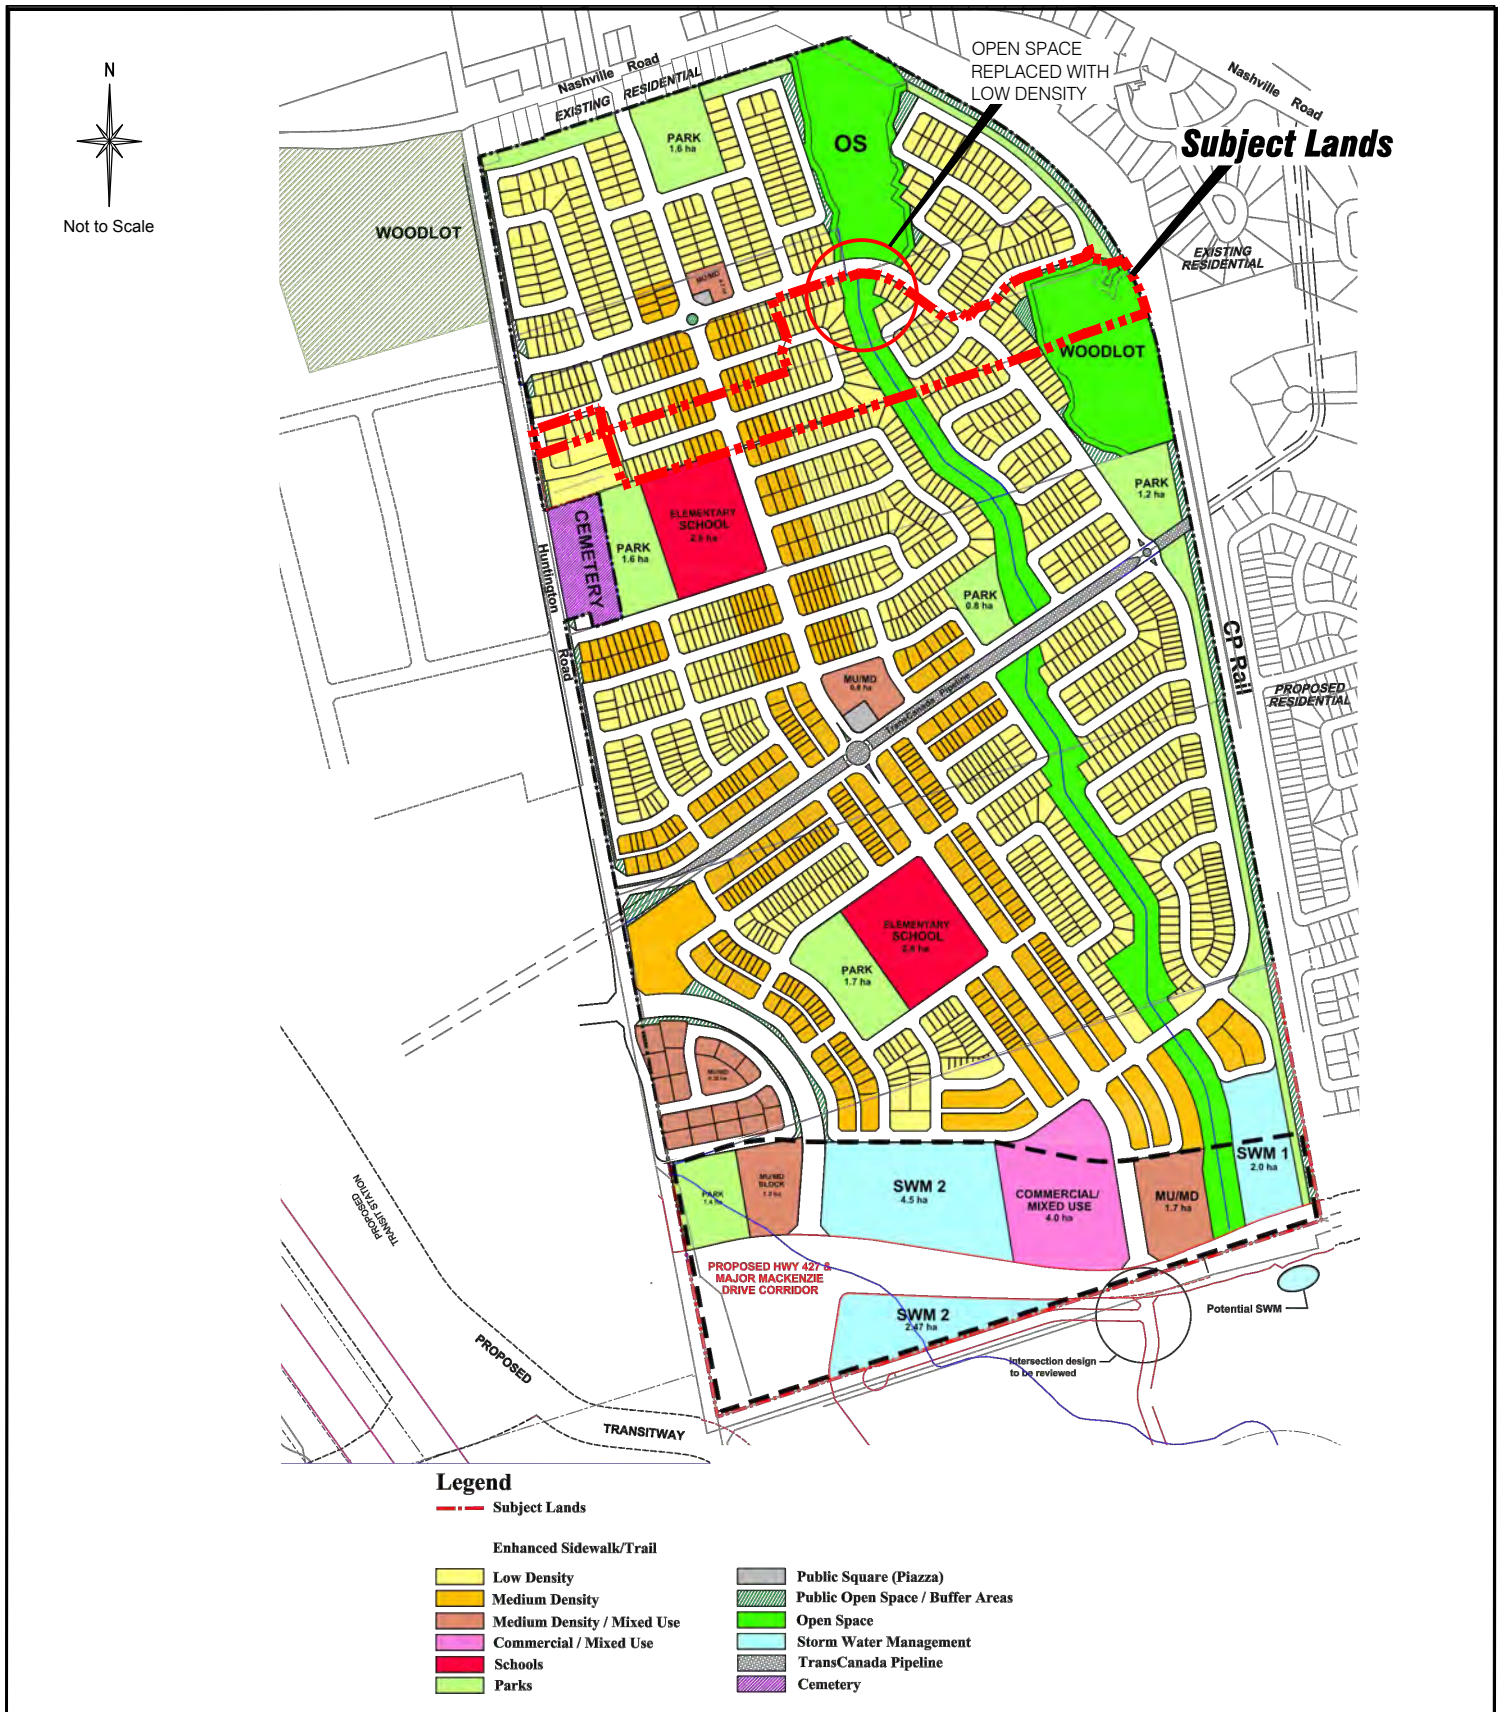 N
Not to Scale
Nashville Road
EXISTING RESIDENTIAL
OPEN SPACE
REPLACED WITH
LOW DENSITY
Nashville Road
Subject Lands
PARK
1.6 ha
OS
WOODLOT
EXISTING
RESIDENTIAL
MU/MD
WOODLOT
PARK
1.2 ha
ELEMENTARY
SCHOOL
CEMETERY
PARK
1.6 ha
Huntington
Road
PARK
0.8 ha
CP Rail
MU/MD
TransCanada Pipeline
PROPOSED
RESIDENTIAL
ELEMENTARY
SCHOOL
PARK
1.7 ha
MU/MD
PROPOSED
TRANSIT STATION
PARK
1.4 ha
MU/MD
BLOCK
SWM 2
4.5 ha
COMMERCIAL/
MIXED USE
4.0 ha
MU/MD
1.7 ha
SWM 1
2.0 ha
PROPOSED HWY 427 &
MAJOR MACKENZIE
DRIVE CORRIDOR
SWM 2
2.47 ha
Potential SWM
Intersection design
to be reviewed
PROPOSED
TRANSITWAY
Legend
Subject Lands
Enhanced Sidewalk/Trail
Low Density
Medium Density
Medium Density / Mixed Use
Commercial / Mixed Use
Schools
Parks
Public Square (Piazza)
Public Open Space / Buffer Areas
Open Space
Storm Water Management
TransCanada Pipeline
Cemetery